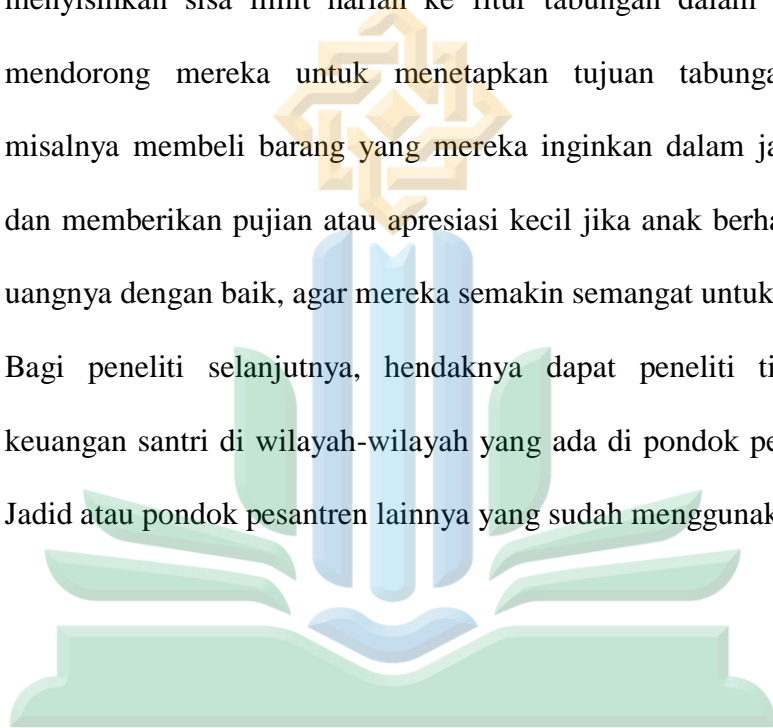 menyisihkan sisa limit harian ke fitur tabungan dalam
mendorong mereka untuk menetapkan tujuan tabunga
misalnya membeli barang yang mereka inginkan dalam ja
dan memberikan pujian atau apresiasi kecil jika anak berha
uangnya dengan baik, agar mereka semakin semangat untuk
Bagi peneliti selanjutnya, hendaknya dapat peneliti ti
keuangan santri di wilayah-wilayah yang ada di pondok pe
Jadid atau pondok pesantren lainnya yang sudah menggunak